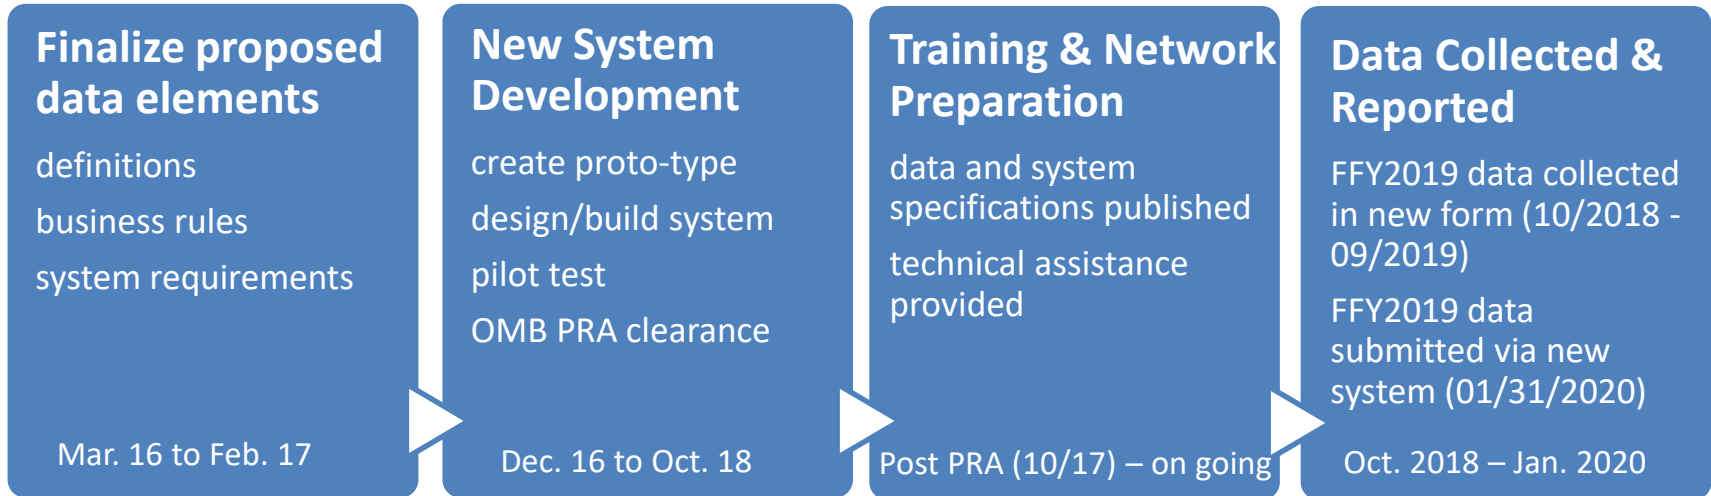 Finalize proposed
data elements
definitions
business rules
system requirements
Mar. 16 to Feb. 17
New System
Development
create proto-type
design/build system
pilot test
OMB PRA clearance
Dec. 16 to Oct. 18
Training & Network
Preparation
data and system
specifications published
technical assistance
provided
Post PRA (10/17) – on going
Data Collected &
Reported
FFY2019 data collected
in new form (10/2018 -
09/2019)
FFY2019 data
submitted via new
system (01/31/2020)
Oct. 2018 – Jan. 2020